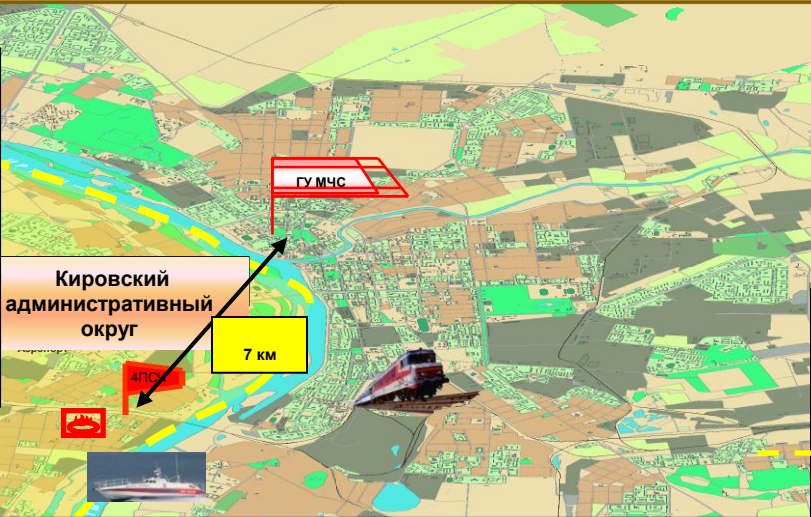 ГУ МЧС
Кировский
административный
округ
7 км
4ПСЧ